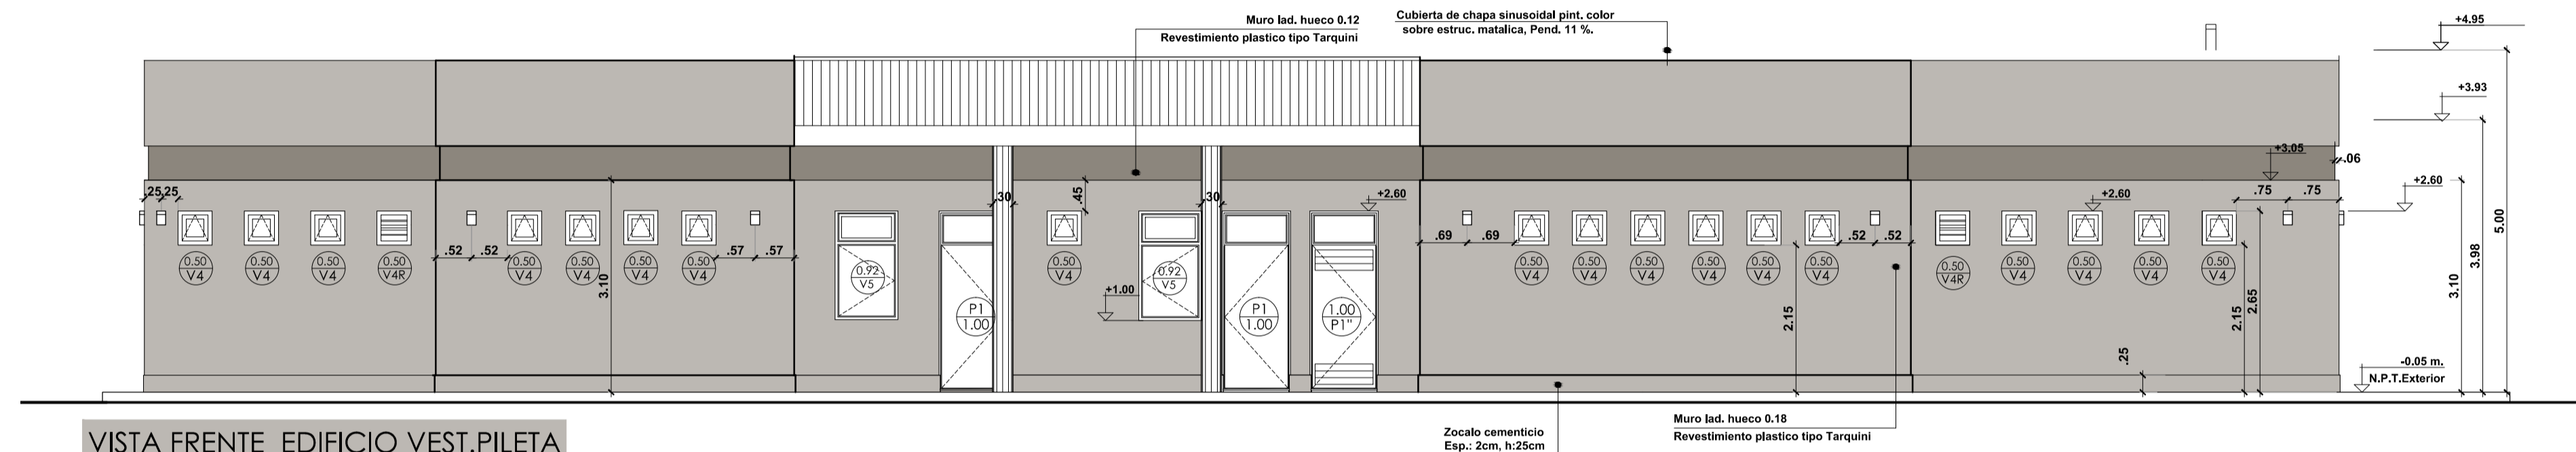 Muro lad. hueco 0.12
Revestimiento plastico tipo Tarquini
Cubierta de chapa sinusoidal pint. color
sobre estruc. matalica, Pend. 11 %.
+4.95
+3.93
+3.05
.06
+2.60
.25
.25
.30
.45
.30
+2.60
+2.60
.75
.75
.52
.52
.57
.57
.69
.69
.52
.52
0.50
V4
0.50
V4
0.50
V4
0.50
V4R
0.50
V4
0.50
V4
0.50
V4
0.50
V4
0.92
V5
0.50
V4
0.92
V5
0.50
V4
0.50
V4
0.50
V4
0.50
V4
0.50
V4
0.50
V4
0.50
V4R
0.50
V4
0.50
V4
0.50
V4
0.50
V4
3.10
+1.00
P1
1.00
P1
1.00
1.00
P1"
2.15
2.15
2.65
.25
3.10
3.98
5.00
-0.05 m.
N.P.T.Exterior
VISTA FRENTE EDIFICIO VEST.PILETA
Zocalo cementicio
Esp.: 2cm, h:25cm
Muro lad. hueco 0.18
Revestimiento plastico tipo Tarquini